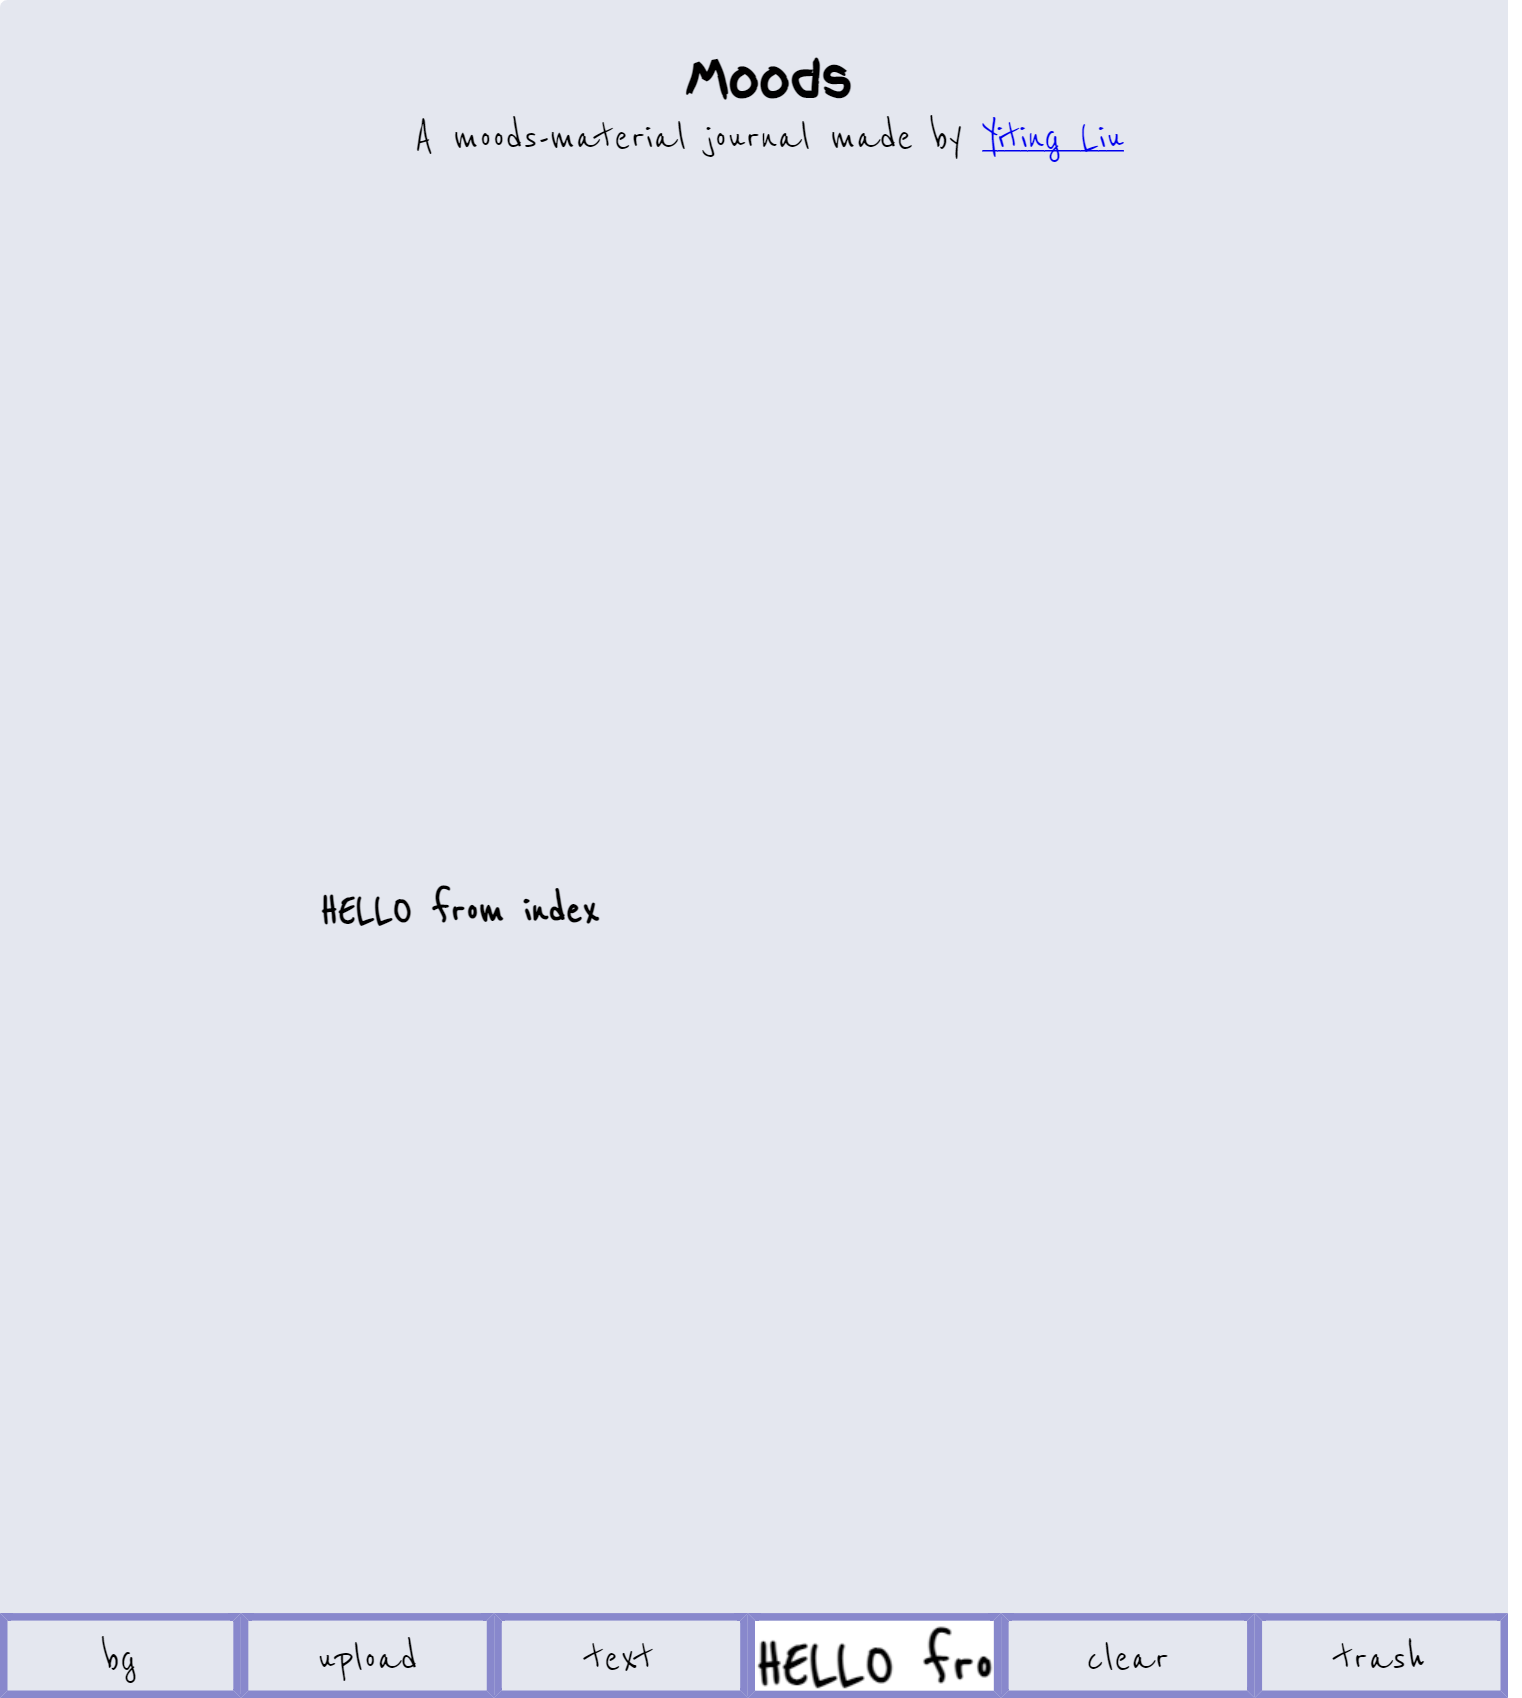 Moods
A moods-material journal made by Yiting Liu
HELLO from index
bg
upload
text
HELLO fro
clear
trash